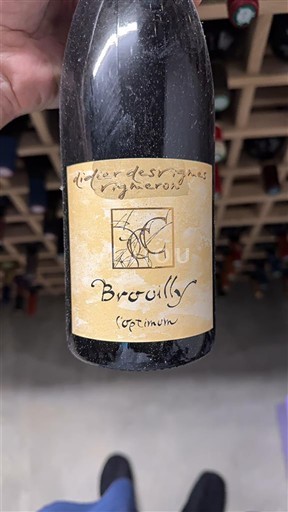 didier desvignes
vigneron
Brouilly
l'optimum